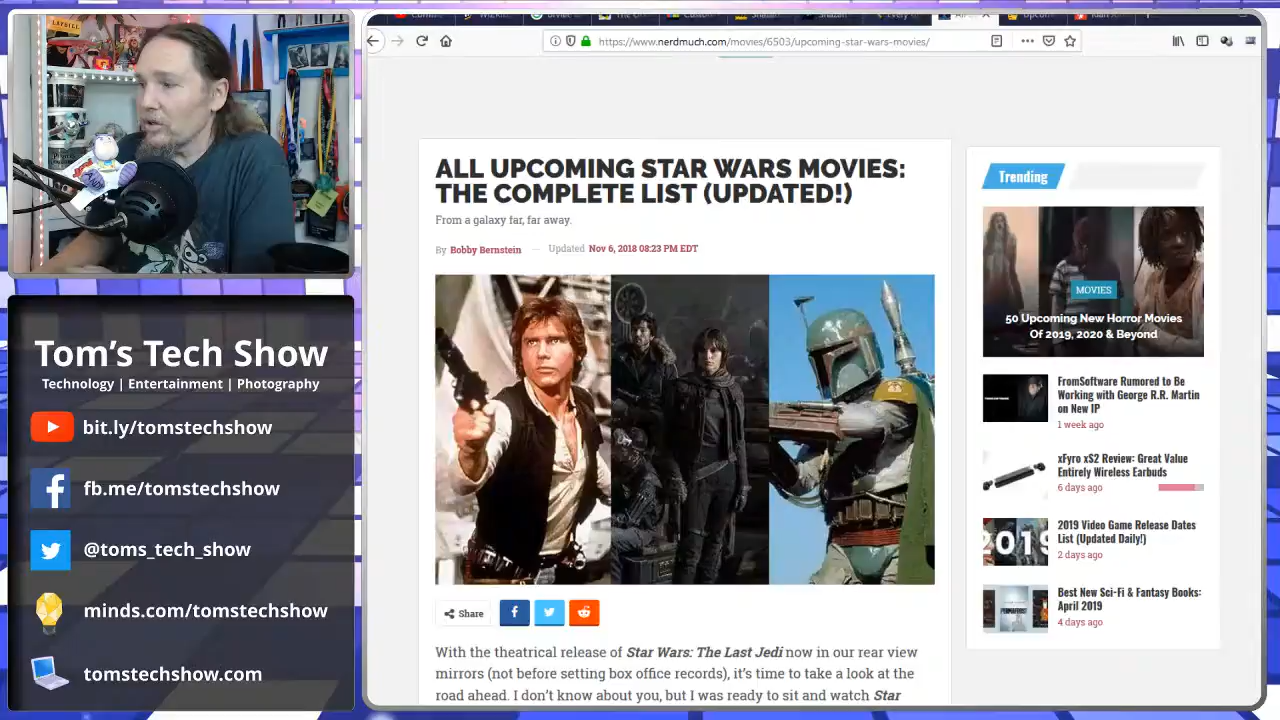 https://www.nerdmuch.com/movies/6503/upcoming-star-wars-movies/
ALL UPCOMING STAR WARS MOVIES:
THE COMPLETE LIST (UPDATED!)
From a galaxy far, far away.
By Bobby Bernstein — Updated Nov 6, 2018 08:23 PM EDT
Share
With the theatrical release of Star Wars: The Last Jedi now in our rear view
mirrors (not before setting box office records), it's time to take a look at the
road ahead. I don't know about you, but I was ready to sit and watch Star
Trending
MOVIES
50 Upcoming New Horror Movies
Of 2019, 2020 & Beyond
FromSoftware Rumored to Be
Working with George R.R. Martin
on New IP
1 week ago
xFyro xS2 Review: Great Value
Entirely Wireless Earbuds
6 days ago
2019
2019 Video Game Release Dates
List (Updated Daily!)
2 days ago
Best New Sci-Fi & Fantasy Books:
April 2019
4 days ago
Tom's Tech Show
Technology | Entertainment | Photography
bit.ly/tomstechshow
fb.me/tomstechshow
@toms_tech_show
minds.com/tomstechshow
tomstechshow.com